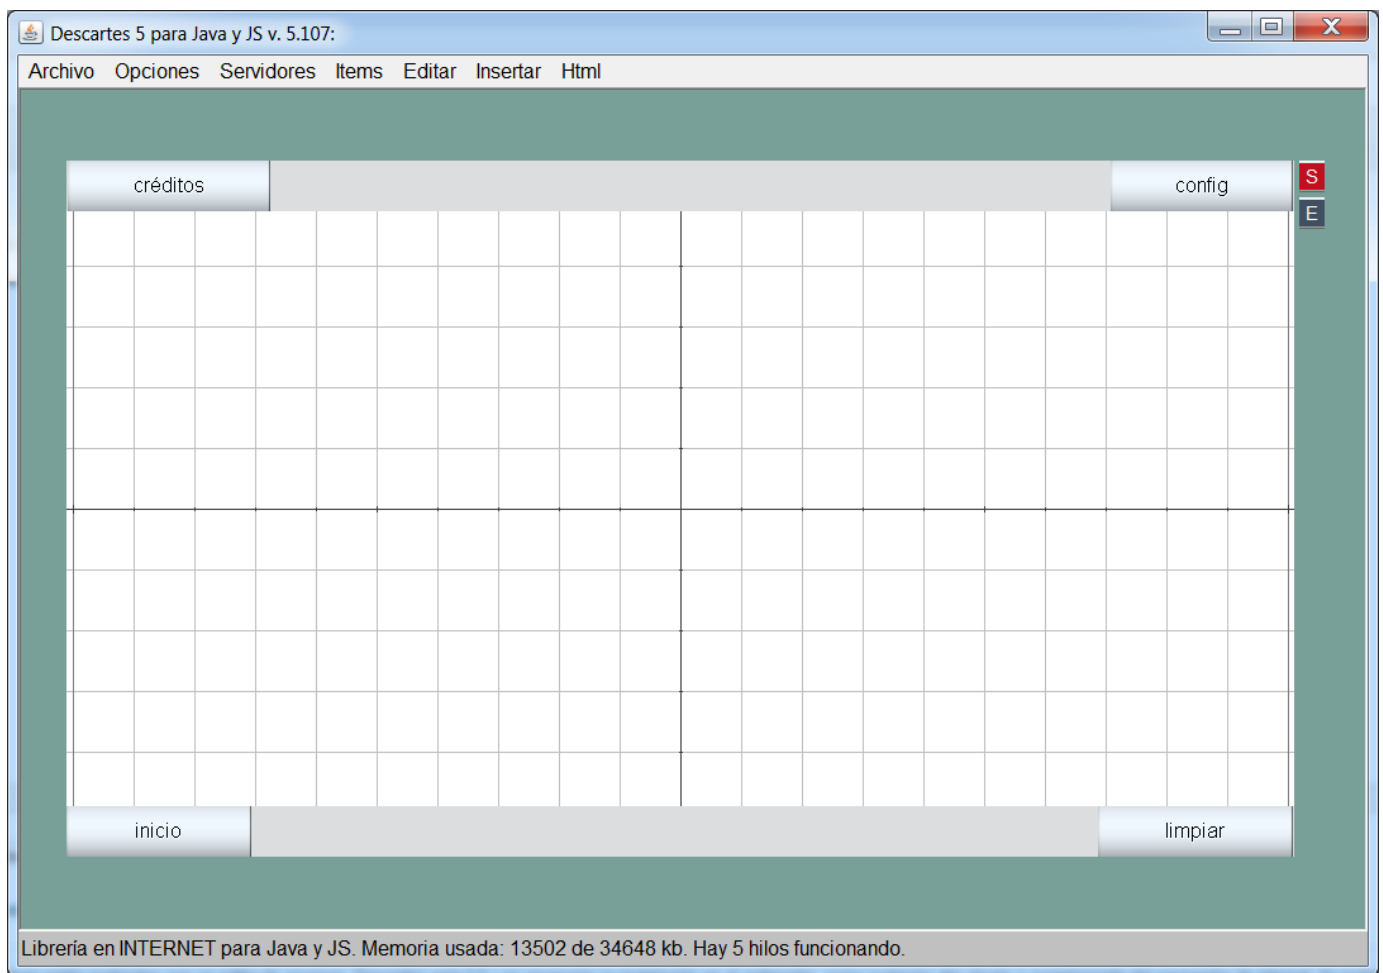 Descartes 5 para Java y JS v. 5.107:
Archivo Opciones Servidores Items Editar Insertar Html
créditos config S
E
inicio limpiar
Librería en INTERNET para Java y JS. Memoria usada: 13502 de 34648 kb. Hay 5 hilos funcionando.